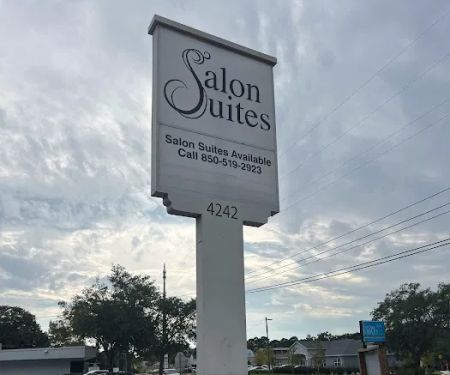 Salon
Suites
Salon Suites Available
Call 850-519-2923
4242